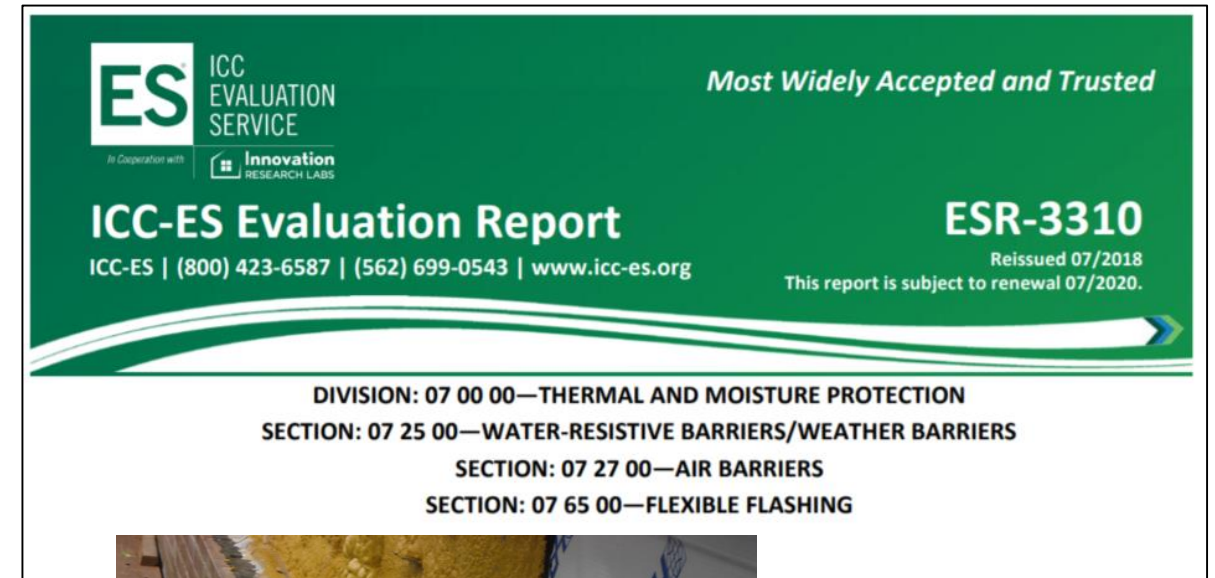 ES
ICC
EVALUATION
SERVICE
In Cooperation with
Innovation
RESEARCH LABS
Most Widely Accepted and Trusted
ICC-ES Evaluation Report
ICC-ES | (800) 423-6587 | (562) 699-0543 | www.icc-es.org
ESR-3310
Reissued 07/2018
This report is subject to renewal 07/2020.
DIVISION: 07 00 00—THERMAL AND MOISTURE PROTECTION
SECTION: 07 25 00—WATER-RESISTIVE BARRIERS/WEATHER BARRIERS
SECTION: 07 27 00—AIR BARRIERS
SECTION: 07 65 00—FLEXIBLE FLASHING